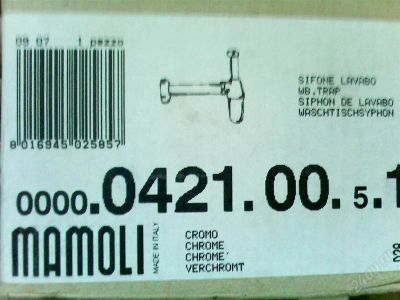 09 07 1 pezzo
8 016945 025857
SIFONE LAVABO
WB.TRAP
SIPHON DE LAVABO
WASCHTISCHSYPHON
0000.0421.00.5.1
MAMOLI
MADE IN ITALY
CROMO
CHROME
CHROME'
VERCHROMT